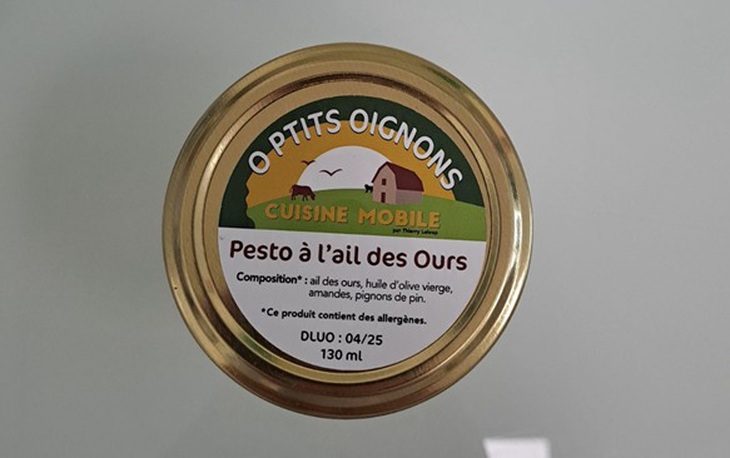 O PTITS OIGNONS
CUISINE MOBILE
Pesto à l'ail des Ours
Composition* : ail des ours, huile d'olive vierge,
amandes, pignons de pin.
*Ce produit contient des allergènes.
DLUO : 04/25
130 ml